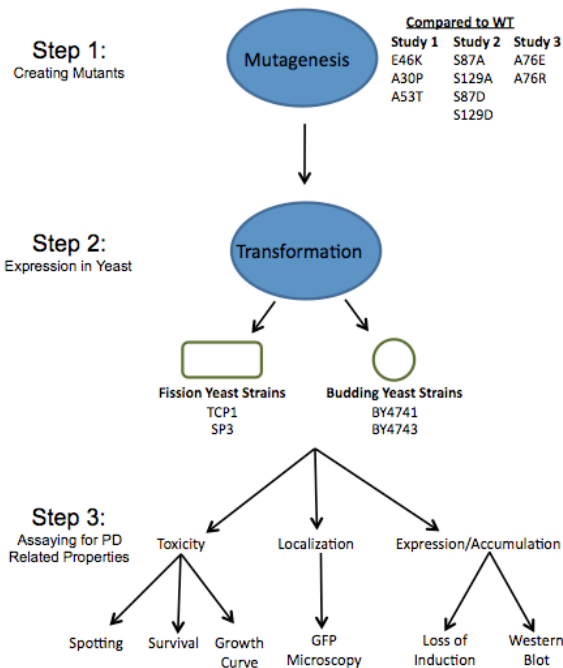 Step 1:
Creating Mutants
Mutagenesis
Compared to WT
Study 1 Study 2 Study 3
E46K S87A A76E
A30P S129A A76R
A53T S87D
S129D
Step 2:
Expression in Yeast
Transformation
Fission Yeast Strains Budding Yeast Strains
TCP1 BY4741
SP3 BY4743
Step 3:
Assaying for PD
Related Properties
Toxicity Localization Expression/Accumulation
Spotting Survival Growth
Curve
GFP
Microscopy
Loss of
Induction
Western
Blot